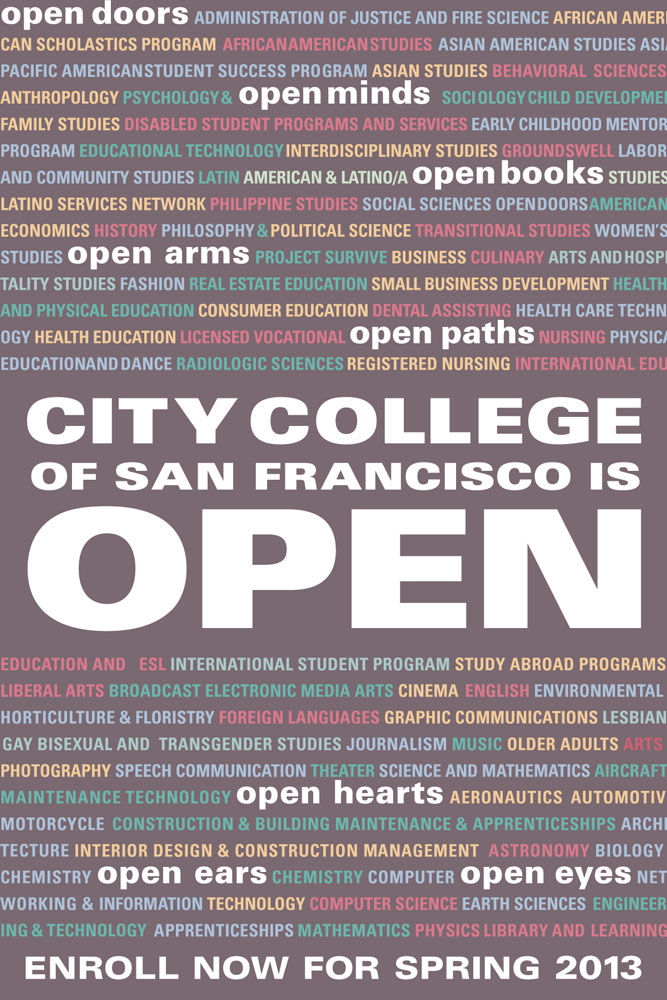 open doors ADMINISTRATION OF JUSTICE AND FIRE SCIENCE AFRICAN AMERI
CAN SCHOLASTICS PROGRAM AFRICAN AMERICAN STUDIES ASIAN AMERICAN STUDIES ASI
PACIFIC AMERICAN STUDENT SUCCESS PROGRAM ASIAN STUDIES BEHAVIORAL SCIENCES
ANTHROPOLOGY PSYCHOLOGY & open minds SOCIOLOGY CHILD DEVELOPME
FAMILY STUDIES DISABLED STUDENT PROGRAMS AND SERVICES EARLY CHILDHOOD MENTOR
PROGRAM EDUCATIONAL TECHNOLOGY INTERDISCIPLINARY STUDIES GROUNDSWELL LABOR
AND COMMUNITY STUDIES LATIN AMERICAN & LATINO/A open books STUDIES
LATINO SERVICES NETWORK PHILIPPINE STUDIES SOCIAL SCIENCES OPEN DOORS AMERICAN
ECONOMICS HISTORY PHILOSOPHY & POLITICAL SCIENCE TRANSITIONAL STUDIES WOMEN'S
STUDIES open arms PROJECT SURVIVE BUSINESS CULINARY ARTS AND HOSPI
TALITY STUDIES FASHION REAL ESTATE EDUCATION SMALL BUSINESS DEVELOPMENT HEALTH
AND PHYSICAL EDUCATION CONSUMER EDUCATION DENTAL ASSISTING HEALTH CARE TECHN
OGY HEALTH EDUCATION LICENSED VOCATIONAL open paths NURSING PHYSICA
EDUCATION AND DANCE RADIOLOGIC SCIENCES REGISTERED NURSING INTERNATIONAL EDU
CITY COLLEGE
OF SAN FRANCISCO IS
OPEN
EDUCATION AND ESL INTERNATIONAL STUDENT PROGRAM STUDY ABROAD PROGRAMS
LIBERAL ARTS BROADCAST ELECTRONIC MEDIA ARTS CINEMA ENGLISH ENVIRONMENTAL
HORTICULTURE & FLORISTRY FOREIGN LANGUAGES GRAPHIC COMMUNICATIONS LESBIAN
GAY BISEXUAL AND TRANSGENDER STUDIES JOURNALISM MUSIC OLDER ADULTS ARTS
PHOTOGRAPHY SPEECH COMMUNICATION THEATER SCIENCE AND MATHEMATICS AIRCRAFT
MAINTENANCE TECHNOLOGY open hearts AERONAUTICS AUTOMOTIV
MOTORCYCLE CONSTRUCTION & BUILDING MAINTENANCE & APPRENTICESHIPS ARCHI
TECTURE INTERIOR DESIGN & CONSTRUCTION MANAGEMENT ASTRONOMY BIOLOGY
CHEMISTRY open ears CHEMISTRY COMPUTER open eyes NET
WORKING & INFORMATION TECHNOLOGY COMPUTER SCIENCE EARTH SCIENCES ENGINEER
ING & TECHNOLOGY APPRENTICESHIPS MATHEMATICS PHYSICS LIBRARY AND LEARNING
ENROLL NOW FOR SPRING 2013